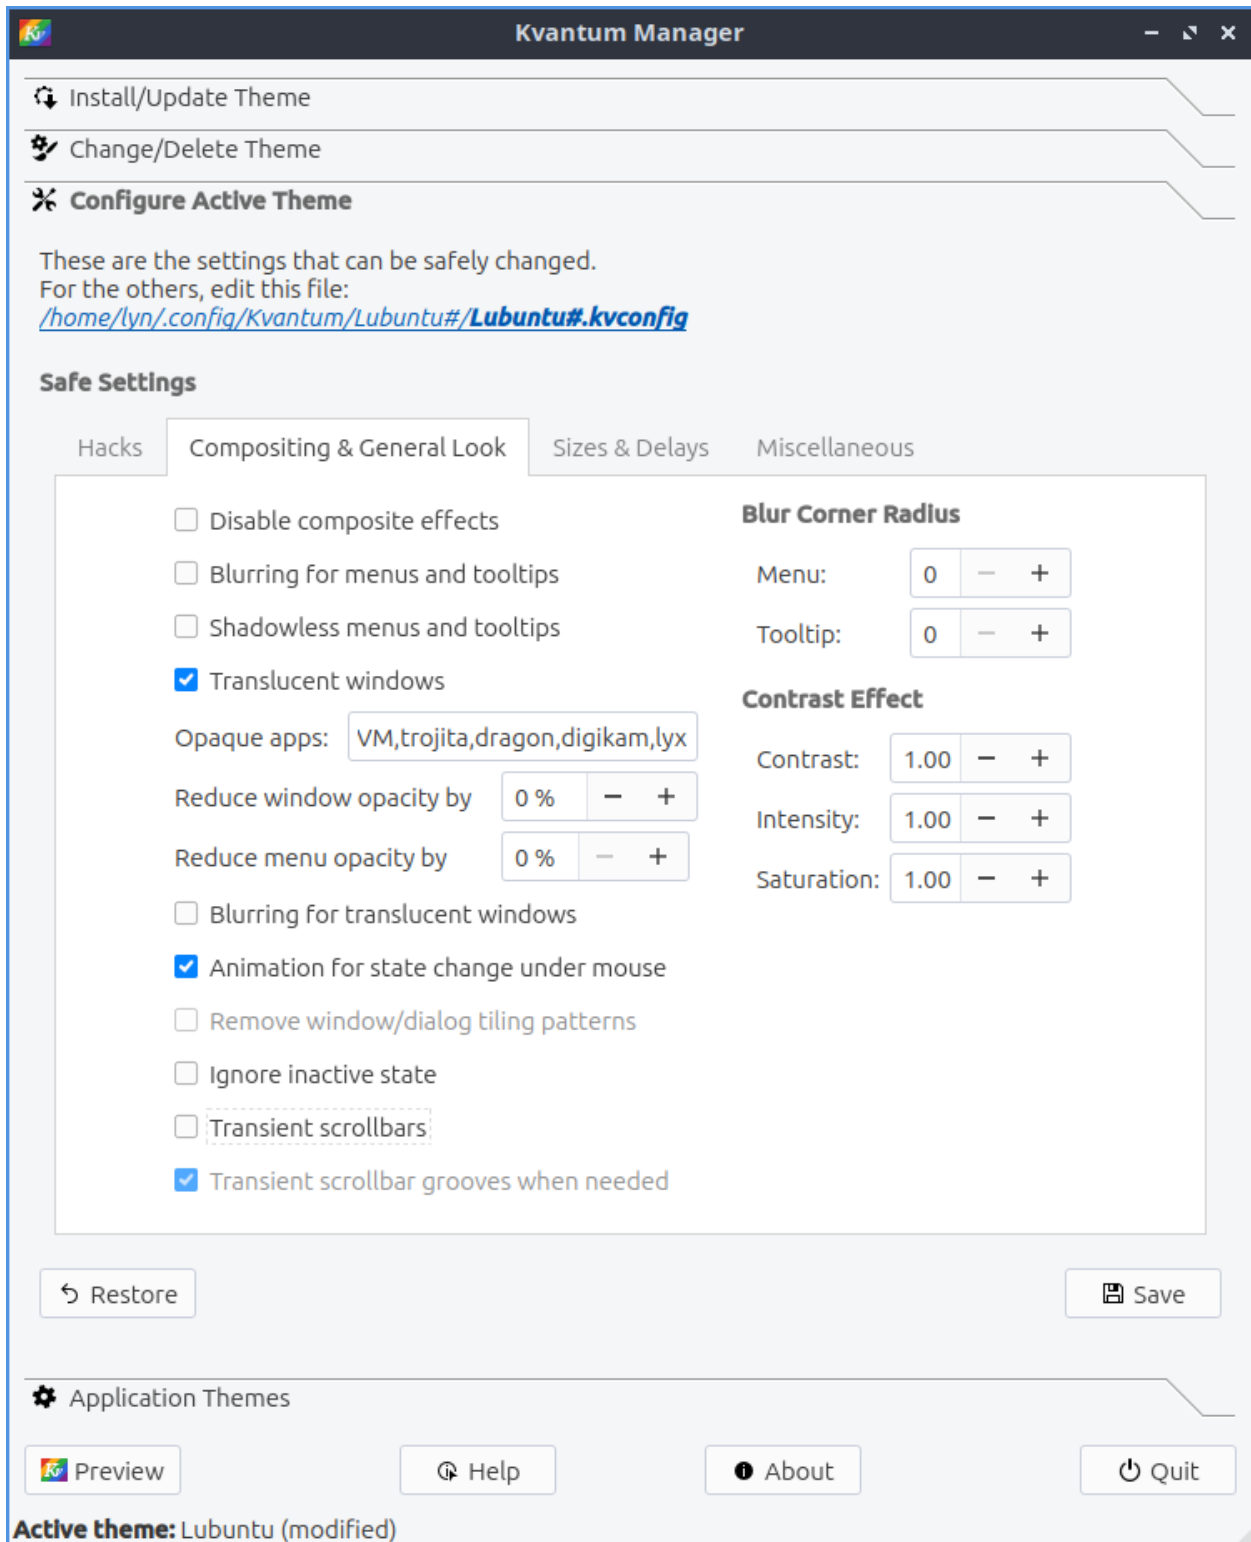 Kvantum Manager
Install/Update Theme
Change/Delete Theme
Configure Active Theme
These are the settings that can be safely changed.
For the others, edit this file:
/home/lyn/.config/Kvantum/Lubuntu#/Lubuntu#.kvconfig
Safe Settings
Hacks
Compositing & General Look
Sizes & Delays
Miscellaneous
Disable composite effects
Blurring for menus and tooltips
Shadowless menus and tooltips
Translucent windows
Opaque apps: VM,trojita,dragon,digikam,lyx
Reduce window opacity by 0 % − +
Reduce menu opacity by 0 % − +
Blurring for translucent windows
Animation for state change under mouse
Remove window/dialog tiling patterns
Ignore inactive state
Transient scrollbars
Transient scrollbar grooves when needed
Blur Corner Radius
Menu: 0 − +
Tooltip: 0 − +
Contrast Effect
Contrast: 1.00 − +
Intensity: 1.00 − +
Saturation: 1.00 − +
Restore
Save
Application Themes
Kv Preview
Help
About
Quit
Active theme: Lubuntu (modified)